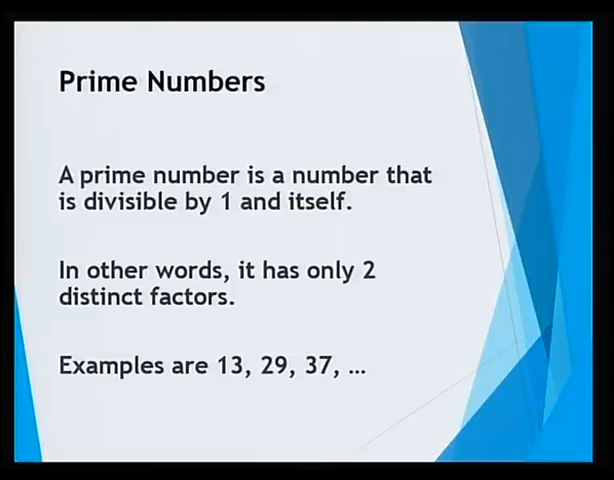 Prime Numbers
A prime number is a number that
is divisible by 1 and itself.
In other words, it has only 2
distinct factors.
Examples are 13, 29, 37, ...